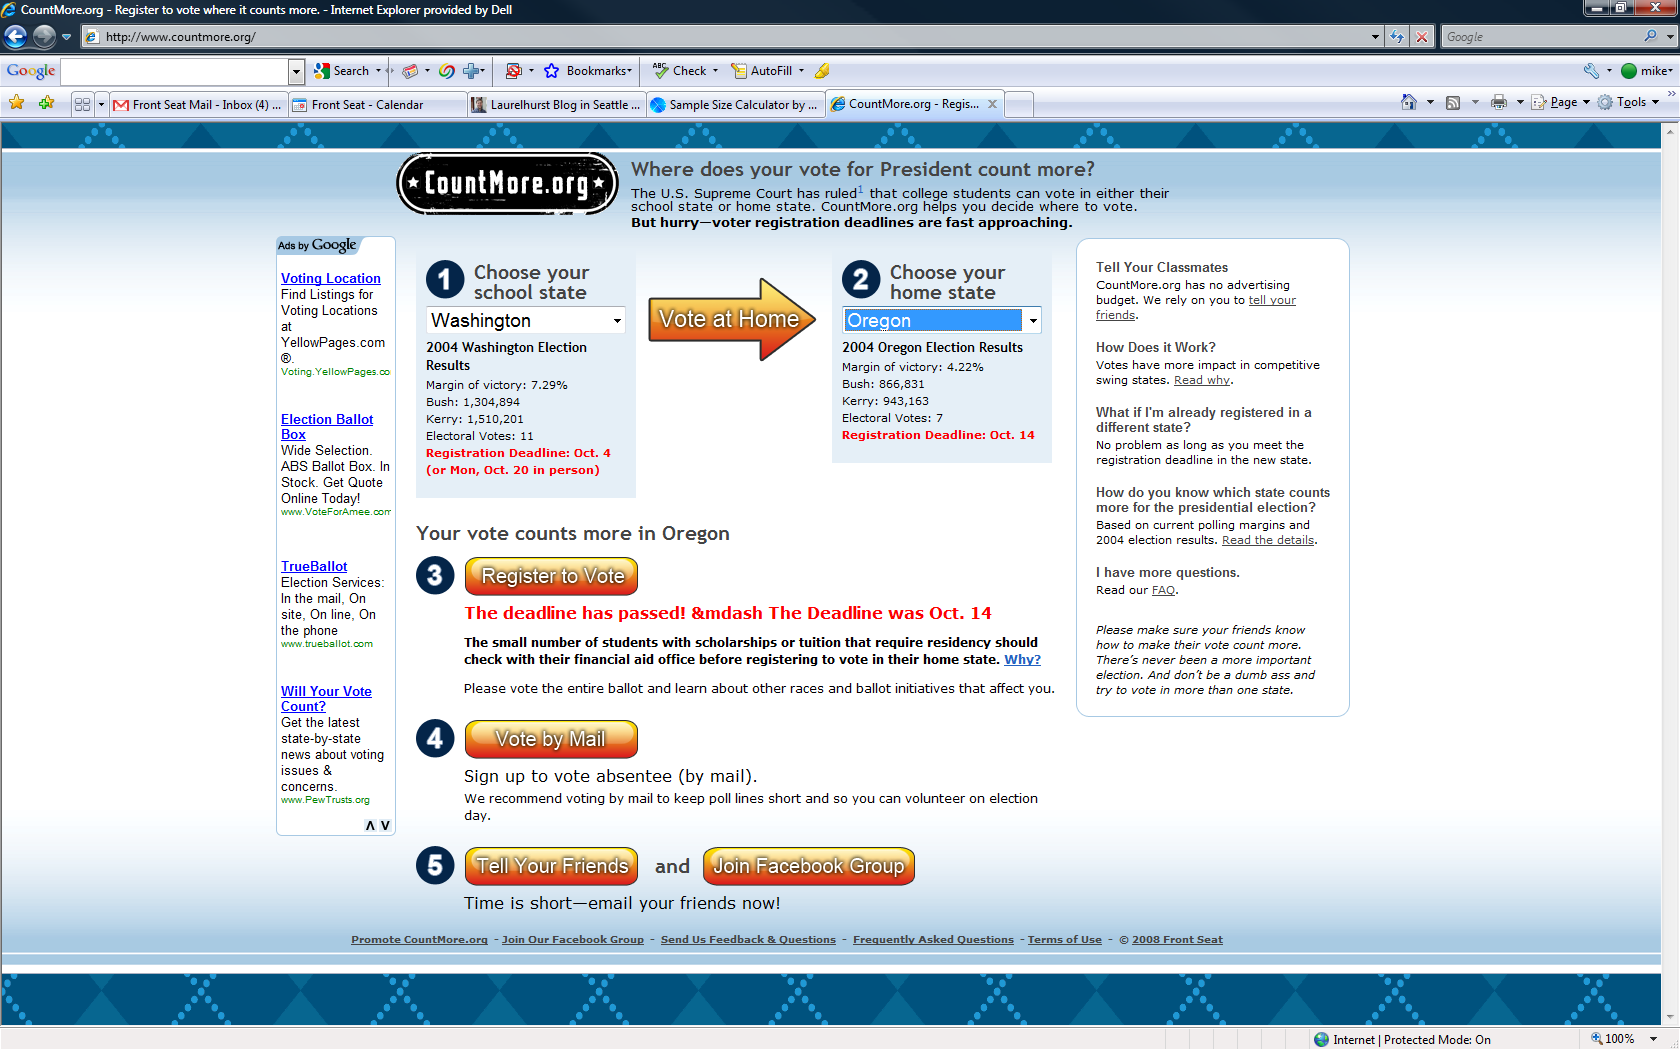 CountMore.org - Register to vote where it counts more. - Internet Explorer provided by Dell
http://www.countmore.org/
Google
Google
Search
Bookmarks
ABC
Check
AutoFill
mike
Front Seat Mail - Inbox (4) ...
Front Seat - Calendar
Laurelhurst Blog in Seattle ...
Sample Size Calculator by ...
CountMore.org - Regis...
Page
Tools
CountMore.org
Where does your vote for President count more?
The U.S. Supreme Court has ruled1 that college students can vote in either their
school state or home state. CountMore.org helps you decide where to vote.
But hurry—voter registration deadlines are fast approaching.
Ads by Google
Voting Location
Find Listings for
Voting Locations
at
YellowPages.com
®.
Voting.YellowPages.co
Election Ballot
Box
Wide Selection.
ABS Ballot Box. In
Stock. Get Quote
Online Today!
www.VoteForAmee.com
TrueBallot
Election Services:
In the mail, On
site, On line, On
the phone
www.trueballot.com
Will Your Vote
Count?
Get the latest
state-by-state
news about voting
issues &
concerns.
www.PewTrusts.org
1
Choose your
school state
Washington
2004 Washington Election
Results
Margin of victory: 7.29%
Bush: 1,304,894
Kerry: 1,510,201
Electoral Votes: 11
Registration Deadline: Oct. 4
(or Mon, Oct. 20 in person)
Vote at Home
2
Choose your
home state
Oregon
2004 Oregon Election Results
Margin of victory: 4.22%
Bush: 866,831
Kerry: 943,163
Electoral Votes: 7
Registration Deadline: Oct. 14
Your vote counts more in Oregon
3
Register to Vote
The deadline has passed! &mdash The Deadline was Oct. 14
The small number of students with scholarships or tuition that require residency should
check with their financial aid office before registering to vote in their home state. Why?
Please vote the entire ballot and learn about other races and ballot initiatives that affect you.
4
Vote by Mail
Sign up to vote absentee (by mail).
We recommend voting by mail to keep poll lines short and so you can volunteer on election
day.
5
Tell Your Friends and Join Facebook Group
Time is short—email your friends now!
Tell Your Classmates
CountMore.org has no advertising
budget. We rely on you to tell your
friends.
How Does it Work?
Votes have more impact in competitive
swing states. Read why.
What if I'm already registered in a
different state?
No problem as long as you meet the
registration deadline in the new state.
How do you know which state counts
more for the presidential election?
Based on current polling margins and
2004 election results. Read the details.
I have more questions.
Read our FAQ.
Please make sure your friends know
how to make their vote count more.
There's never been a more important
election. And don't be a dumb ass and
try to vote in more than one state.
Promote CountMore.org - Join Our Facebook Group - Send Us Feedback & Questions - Frequently Asked Questions - Terms of Use - © 2008 Front Seat
Internet | Protected Mode: On
100%